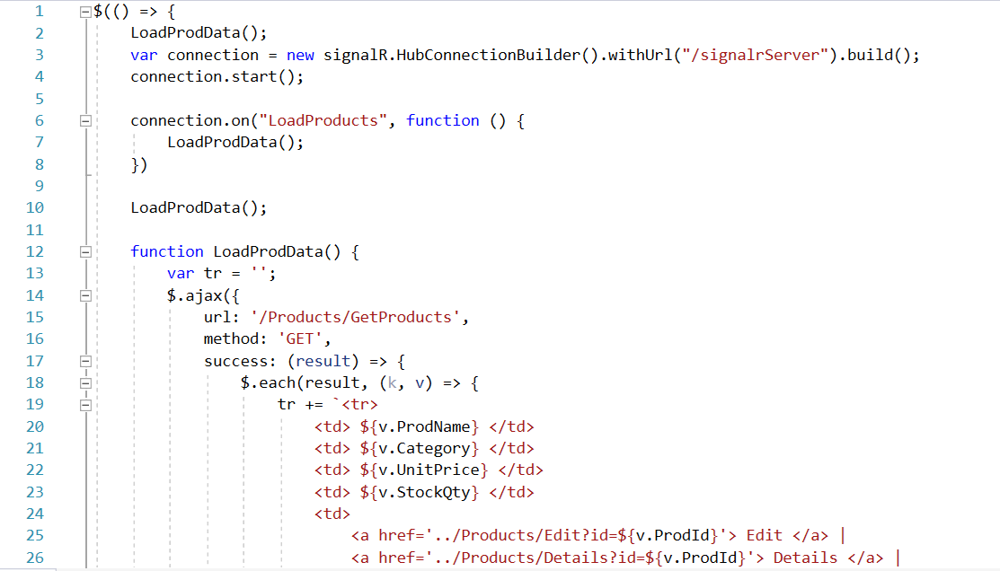 1 $(() => {
2 LoadProdData();
3 var connection = new signalR.HubConnectionBuilder().withUrl("/signalrServer").build();
4 connection.start();
5
6 connection.on("LoadProducts", function () {
7 LoadProdData();
8 })
9
10 LoadProdData();
11
12 function LoadProdData() {
13 var tr = '';
14 $.ajax({
15 url: '/Products/GetProducts',
16 method: 'GET',
17 success: (result) => {
18 $.each(result, (k, v) => {
19 tr += `<tr>
20 <td> ${v.ProdName} </td>
21 <td> ${v.Category} </td>
22 <td> ${v.UnitPrice} </td>
23 <td> ${v.StockQty} </td>
24 <td>
25 <a href='../Products/Edit?id=${v.ProdId}'> Edit </a> |
26 <a href='../Products/Details?id=${v.ProdId}'> Details </a> |